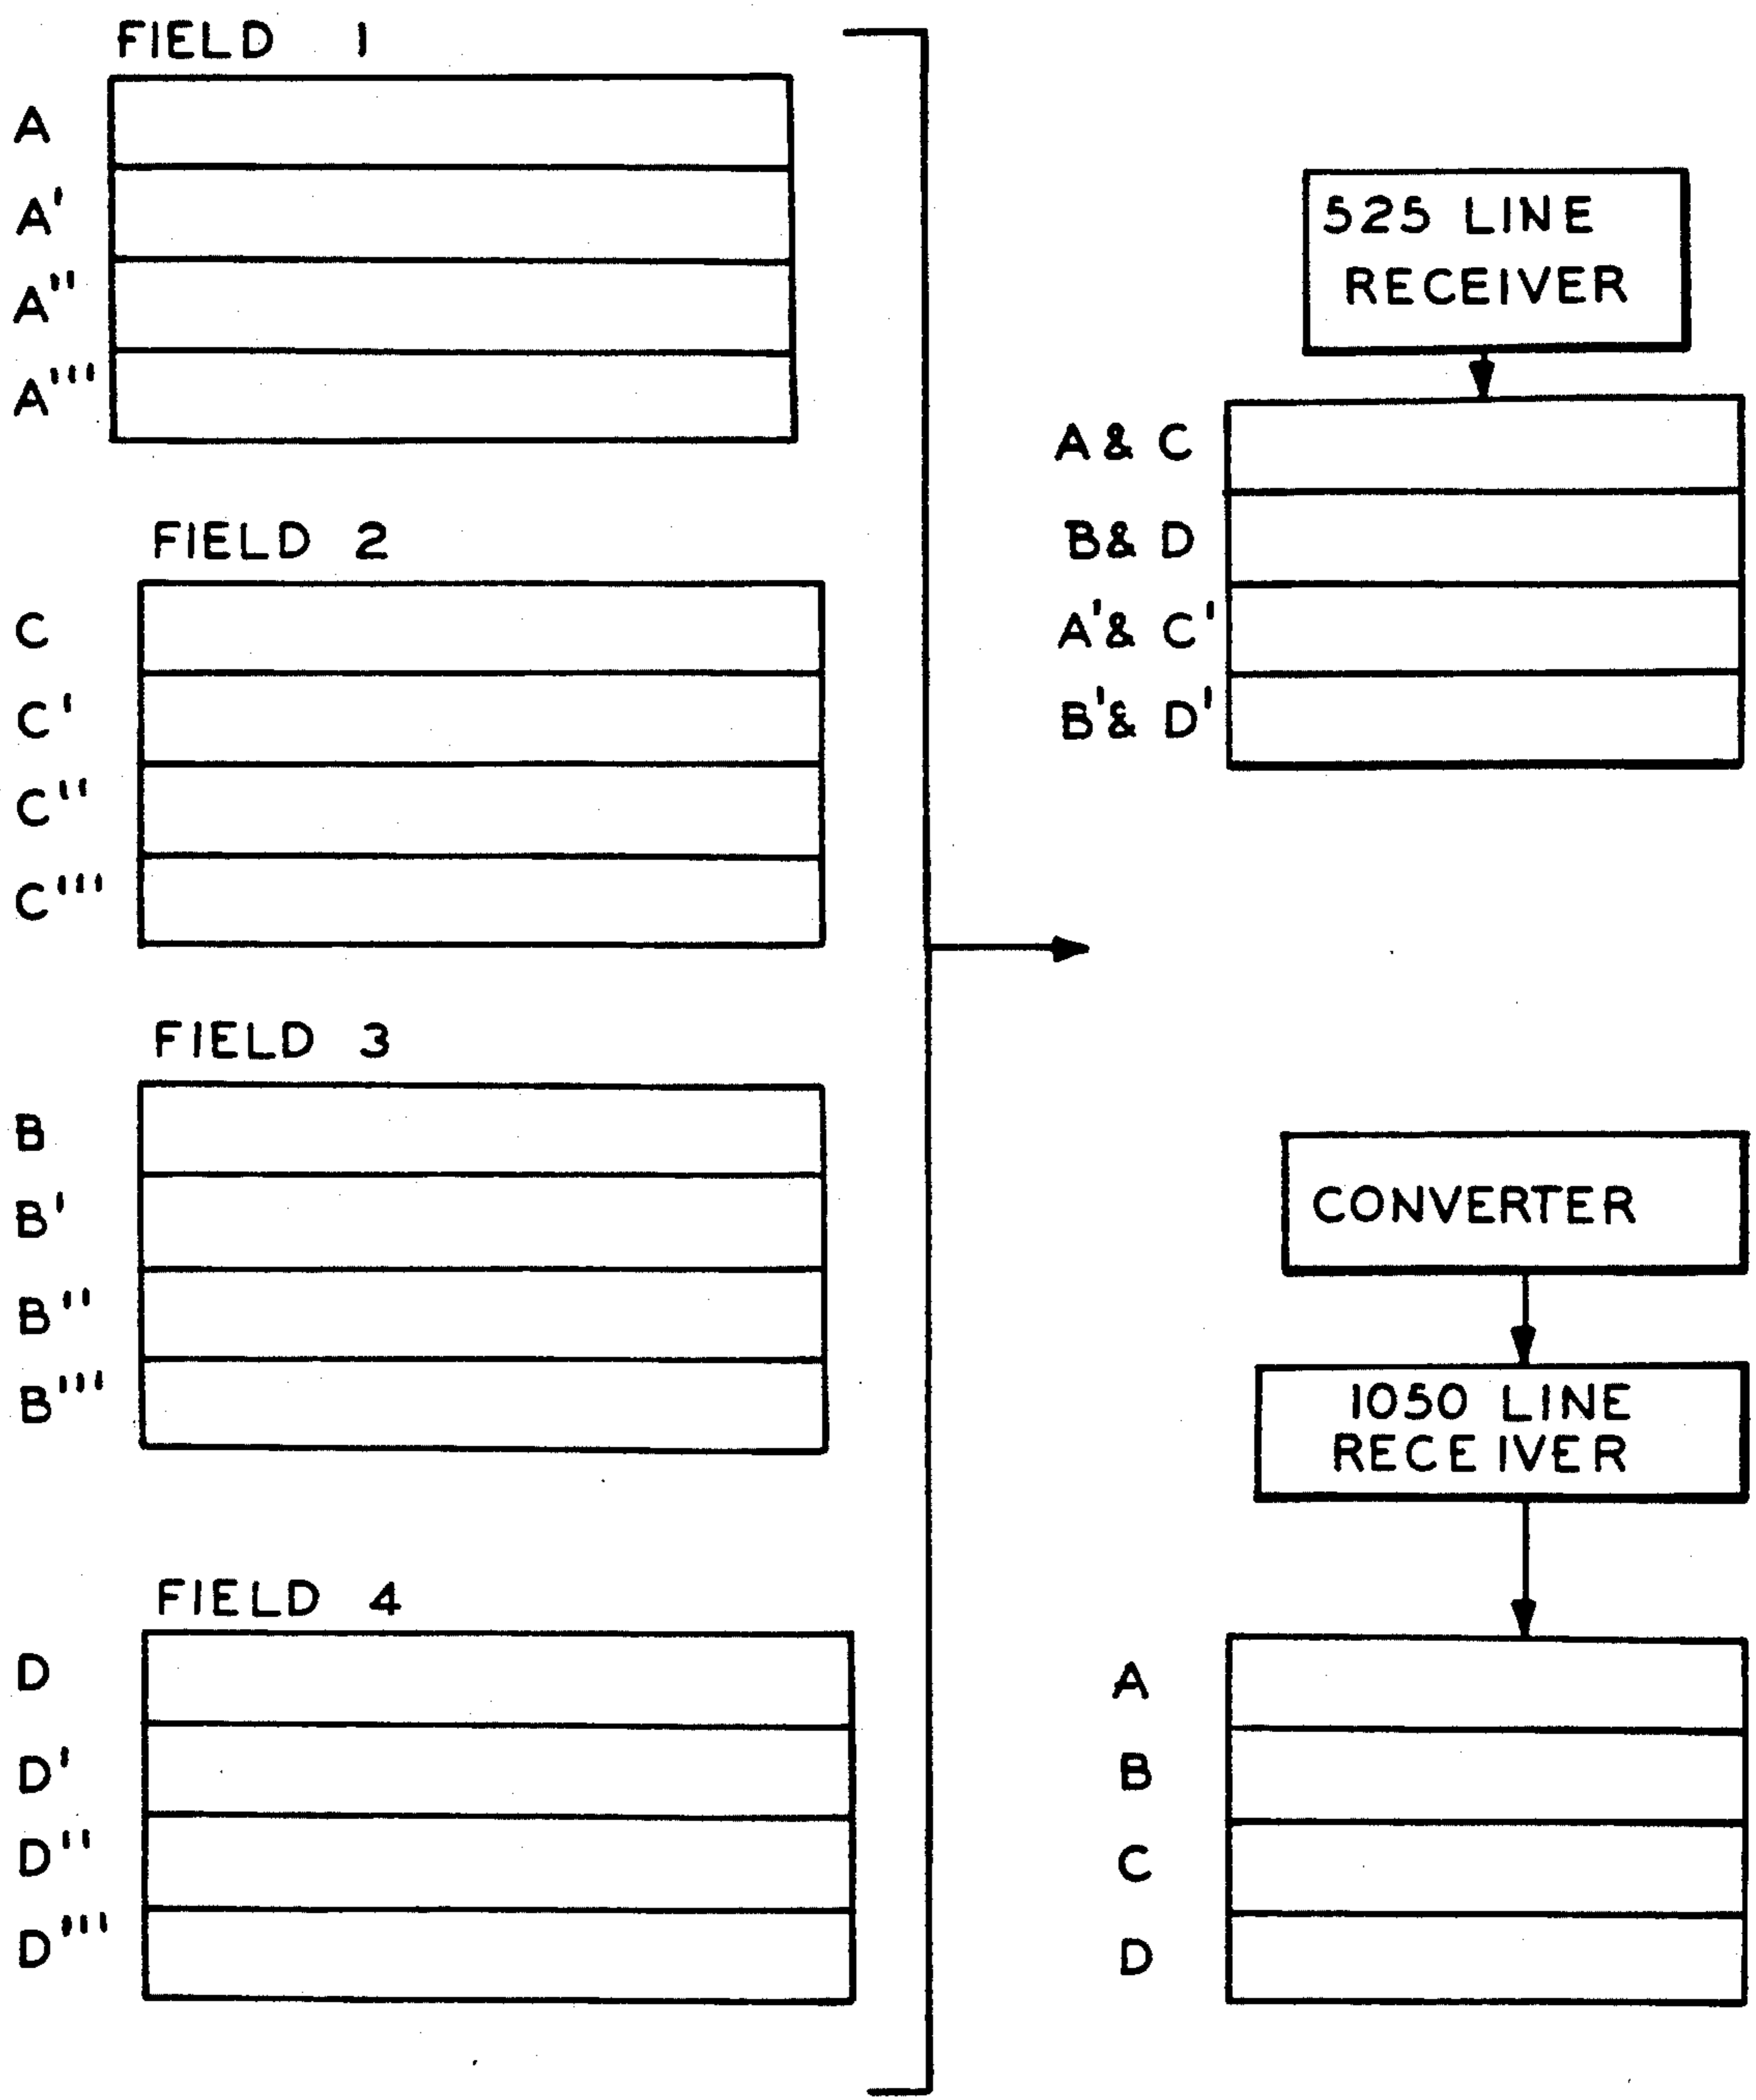 FIELD 1
A
A'
A''
A'''
FIELD 2
C
C'
C''
C'''
FIELD 3
B
B'
B''
B'''
FIELD 4
D
D'
D''
D'''
525 LINE
RECEIVER
A & C
B & D
A' & C'
B' & D'
CONVERTER
1050 LINE
RECEIVER
A
B
C
D